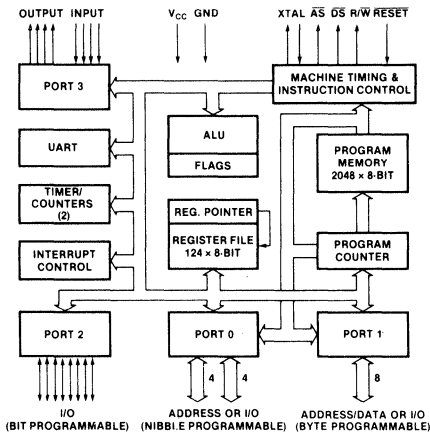 OUTPUT INPUT
VCC GND
XTAL AS DS R/W RESET
PORT 3
MACHINE TIMING &
INSTRUCTION CONTROL
ALU
FLAGS
UART
PROGRAM
MEMORY
2048 × 8-BIT
TIMER/
COUNTERS
(2)
REG. POINTER
REGISTER FILE
124 × 8-BIT
PROGRAM
COUNTER
INTERRUPT
CONTROL
PORT 2
PORT 0
PORT 1
4
4
8
I/O
(BIT PROGRAMMABLE)
ADDRESS OR I/O
(NIBBLE PROGRAMMABLE)
ADDRESS/DATA OR I/O
(BYTE PROGRAMMABLE)